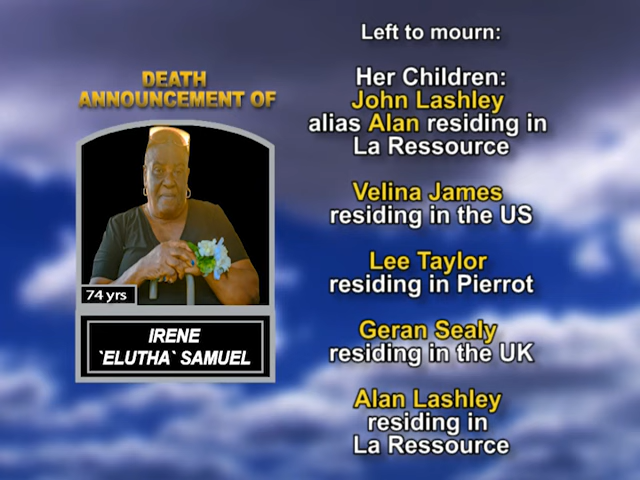 DEATH
ANNOUNCEMENT OF
74 yrs
IRENE
`ELUTHA` SAMUEL
Left to mourn:
Her Children:
John Lashley
alias Alan residing in
La Ressource
Velina James
residing in the US
Lee Taylor
residing in Pierrot
Geran Sealy
residing in the UK
Alan Lashley
residing in
La Ressource